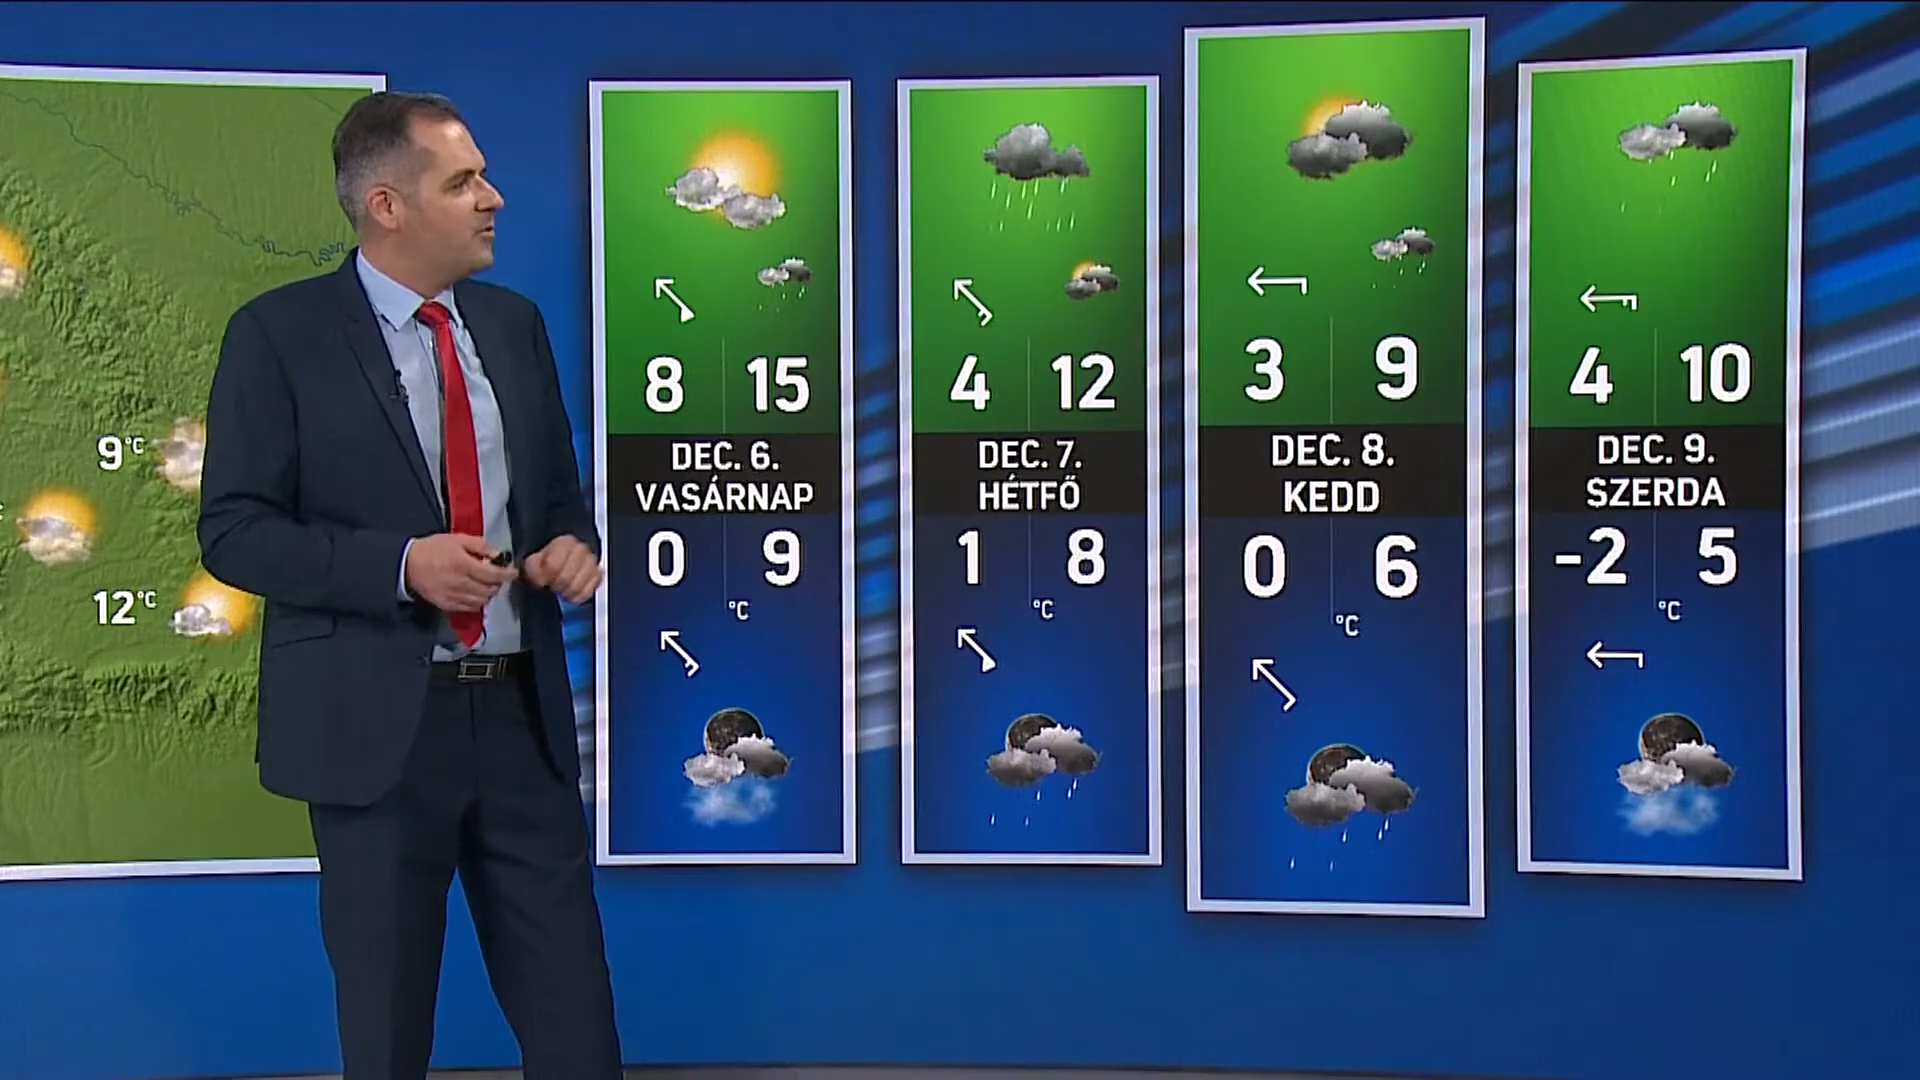 9°C
12°C
8 15
DEC. 6.
VASÁRNAP
0 9
°C
4 12
DEC. 7.
HÉTFŐ
1 8
°C
3 9
DEC. 8.
KEDD
0 6
°C
4 10
DEC. 9.
SZERDA
-2 5
°C